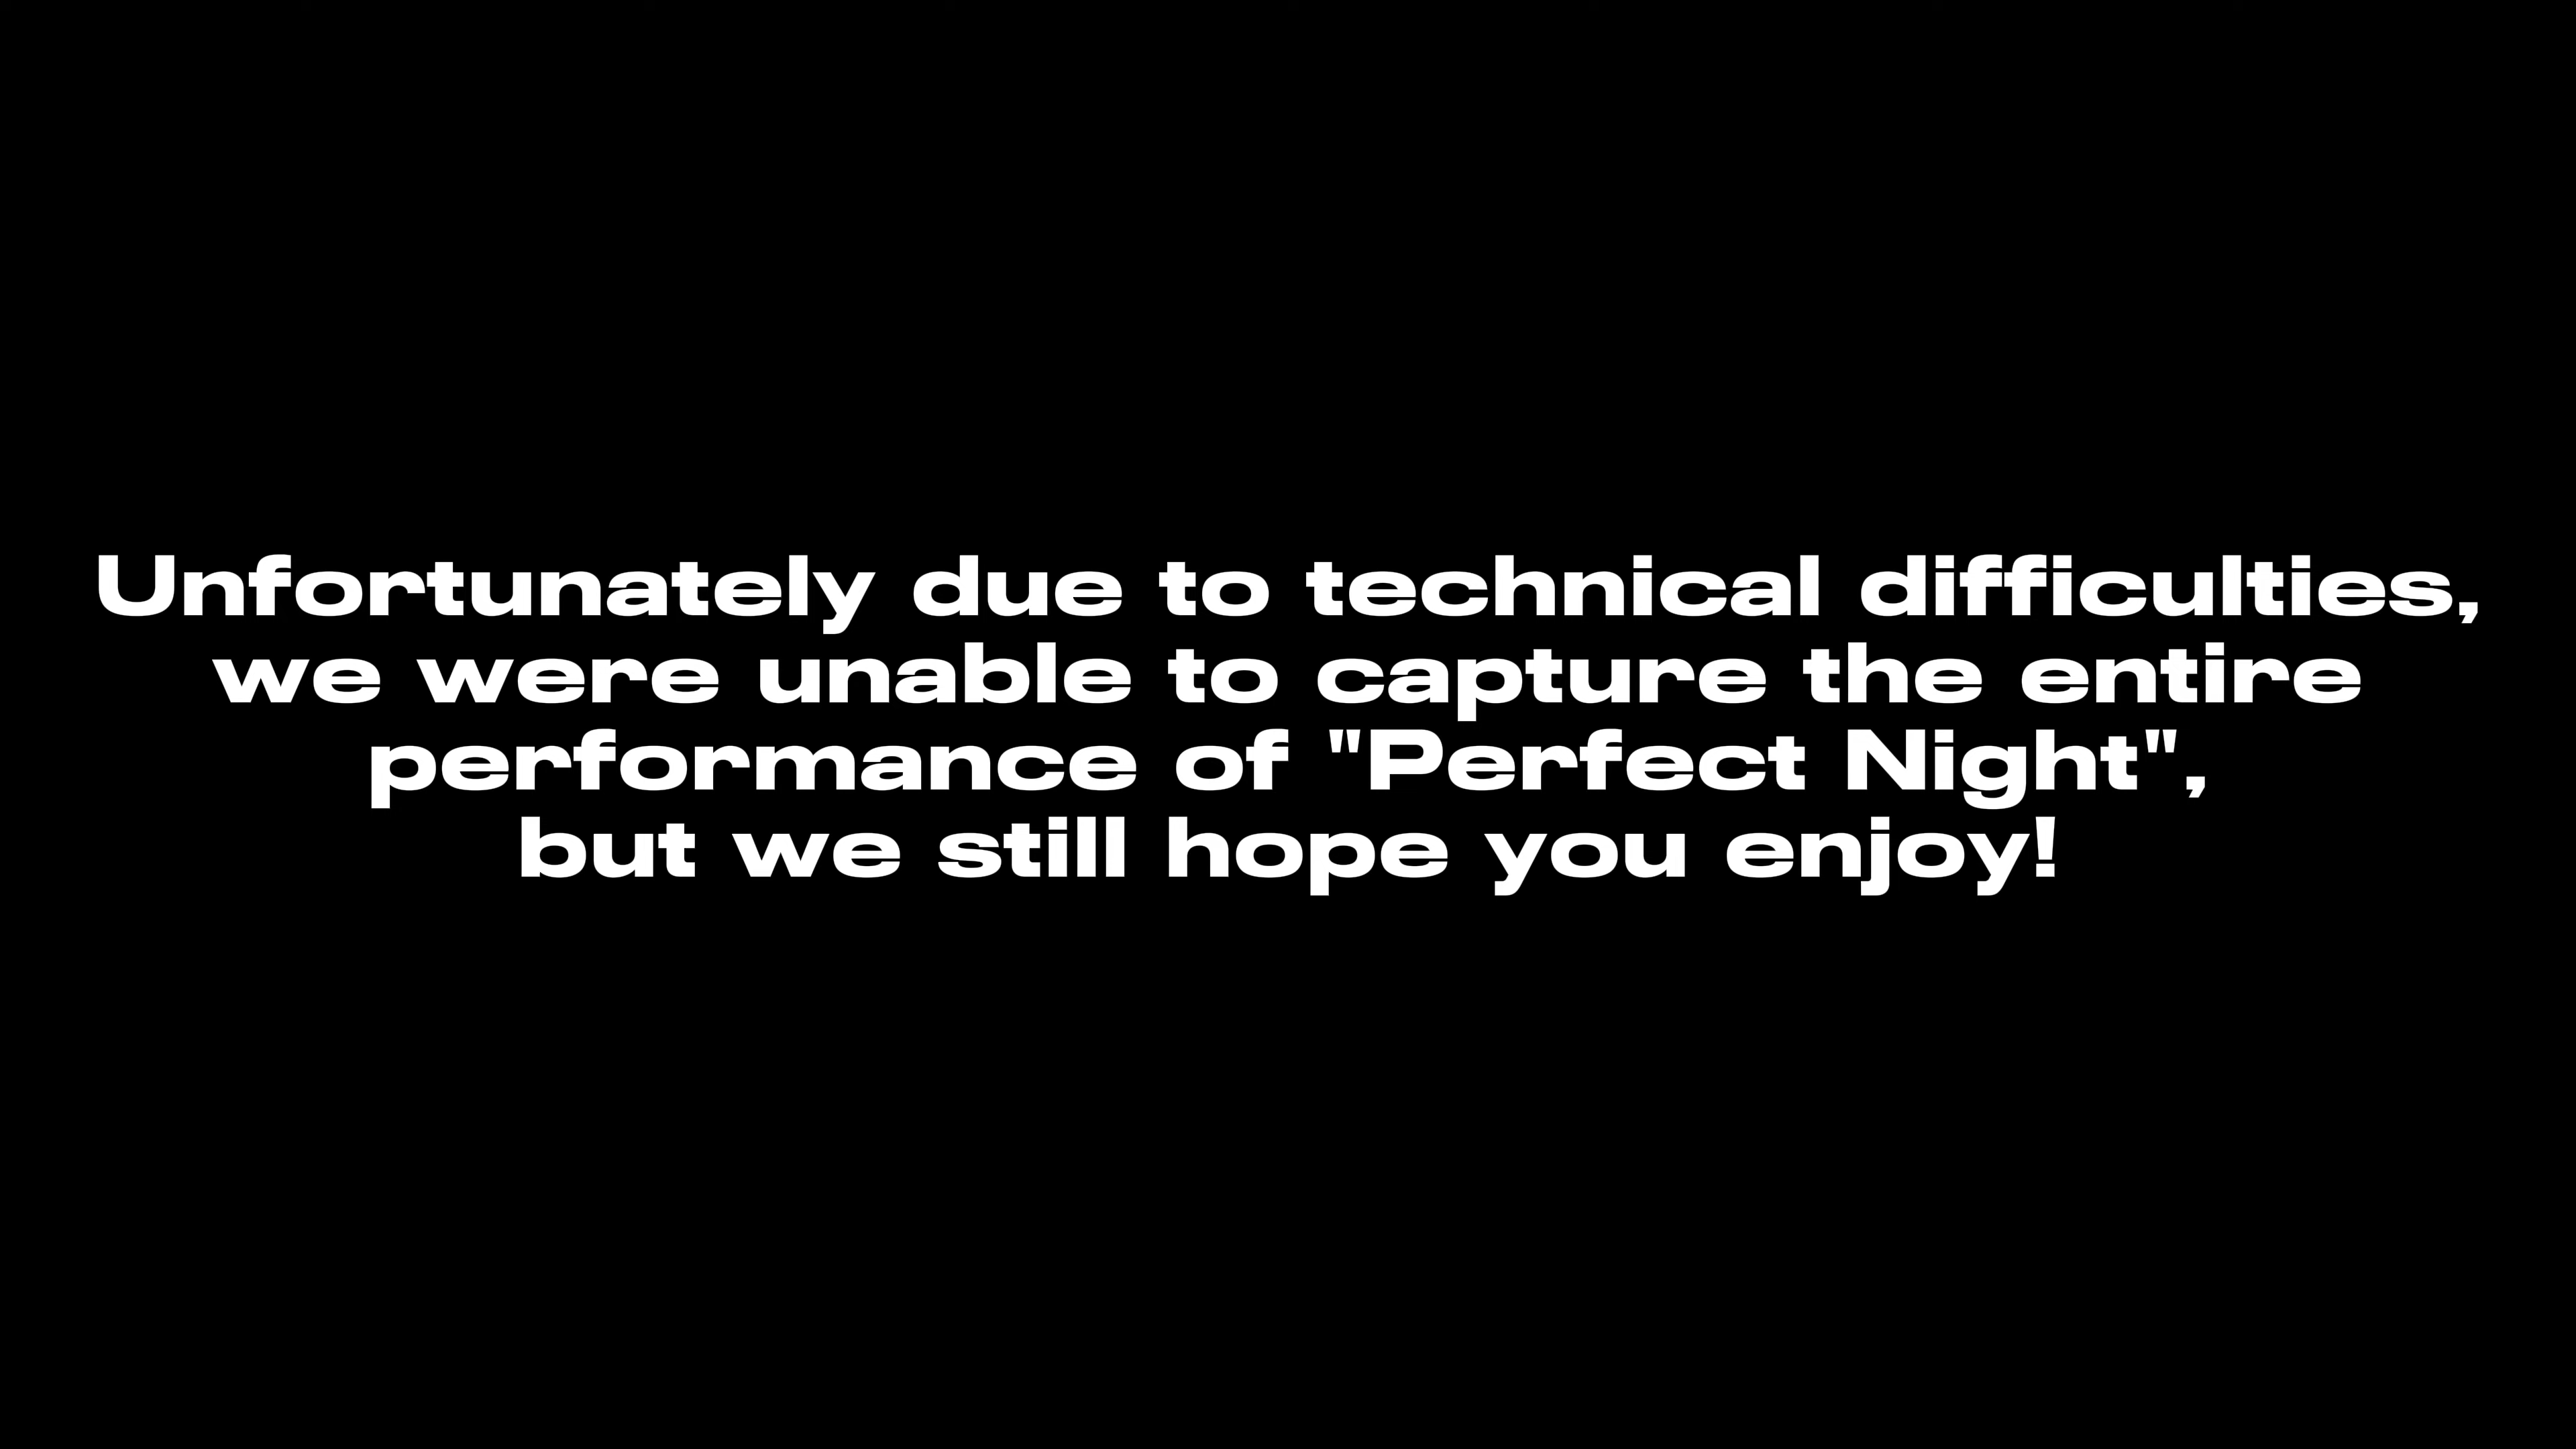 Unfortunately due to technical difficulties,
we were unable to capture the entire
performance of "Perfect Night",
but we still hope you enjoy!